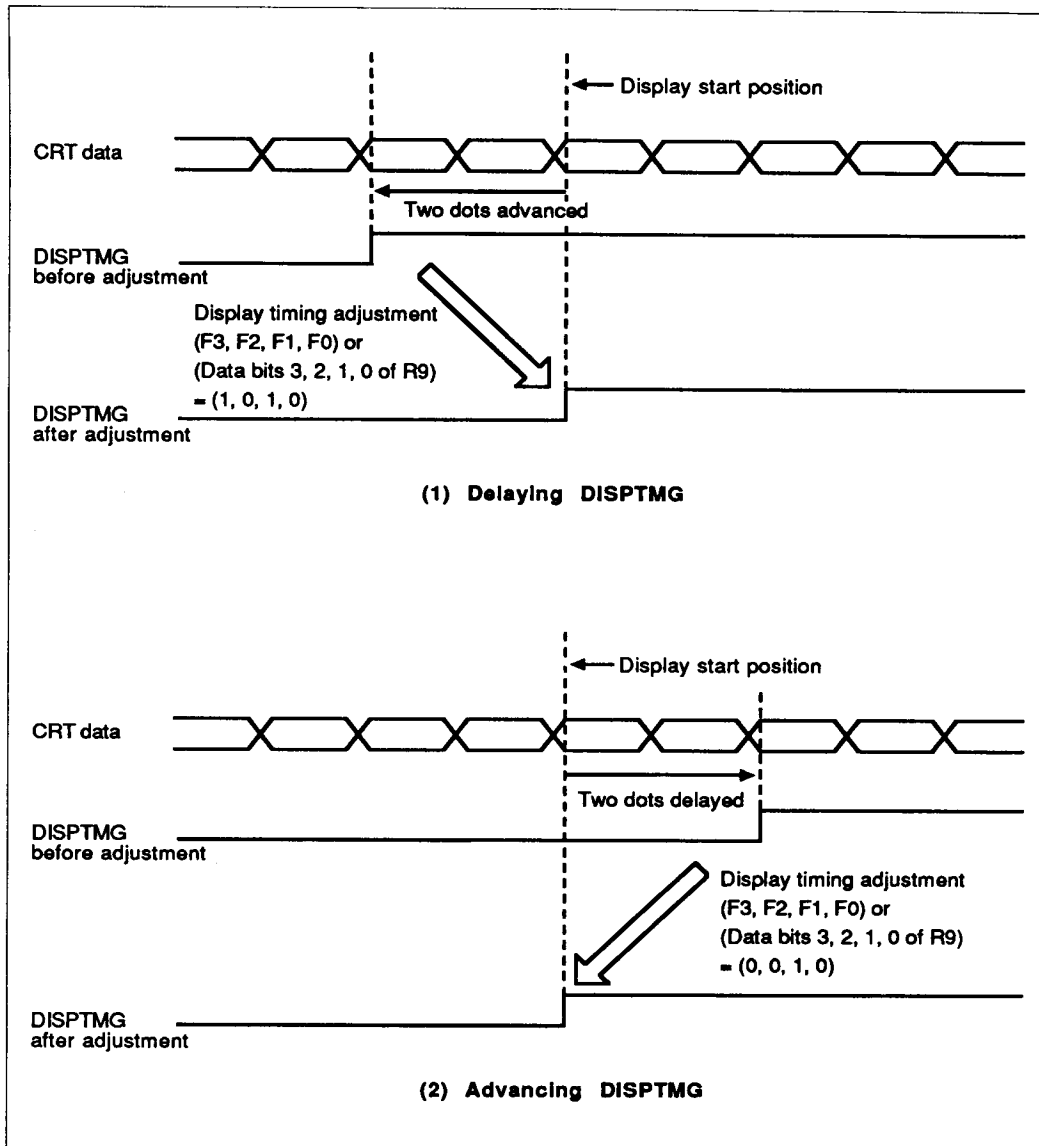 Display start position
CRT data
Two dots advanced
DISPTMG
before adjustment
Display timing adjustment
(F3, F2, F1, F0) or
(Data bits 3, 2, 1, 0 of R9)
= (1, 0, 1, 0)
DISPTMG
after adjustment
(1) Delaying DISPTMG
Display start position
CRT data
Two dots delayed
DISPTMG
before adjustment
Display timing adjustment
(F3, F2, F1, F0) or
(Data bits 3, 2, 1, 0 of R9)
= (0, 0, 1, 0)
DISPTMG
after adjustment
(2) Advancing DISPTMG